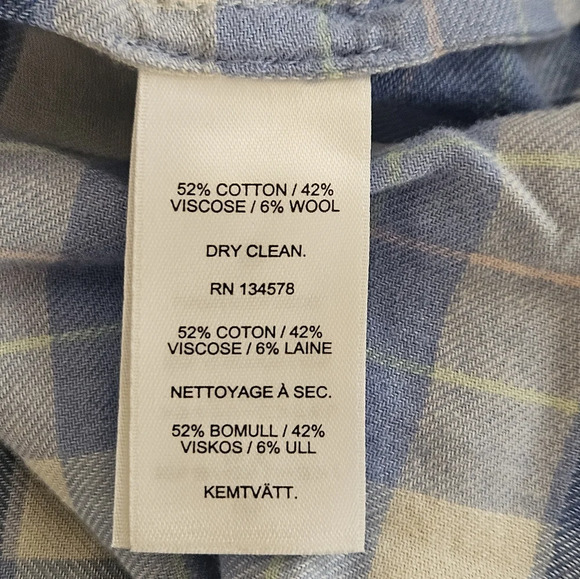 52% COTTON / 42%
VISCOSE / 6% WOOL
DRY CLEAN.
RN 134578
52% COTON / 42%
VISCOSE / 6% LAINE
NETTOYAGE À SEC.
52% BOMULL / 42%
VISKOS / 6% ULL
KEMTVÄTT.